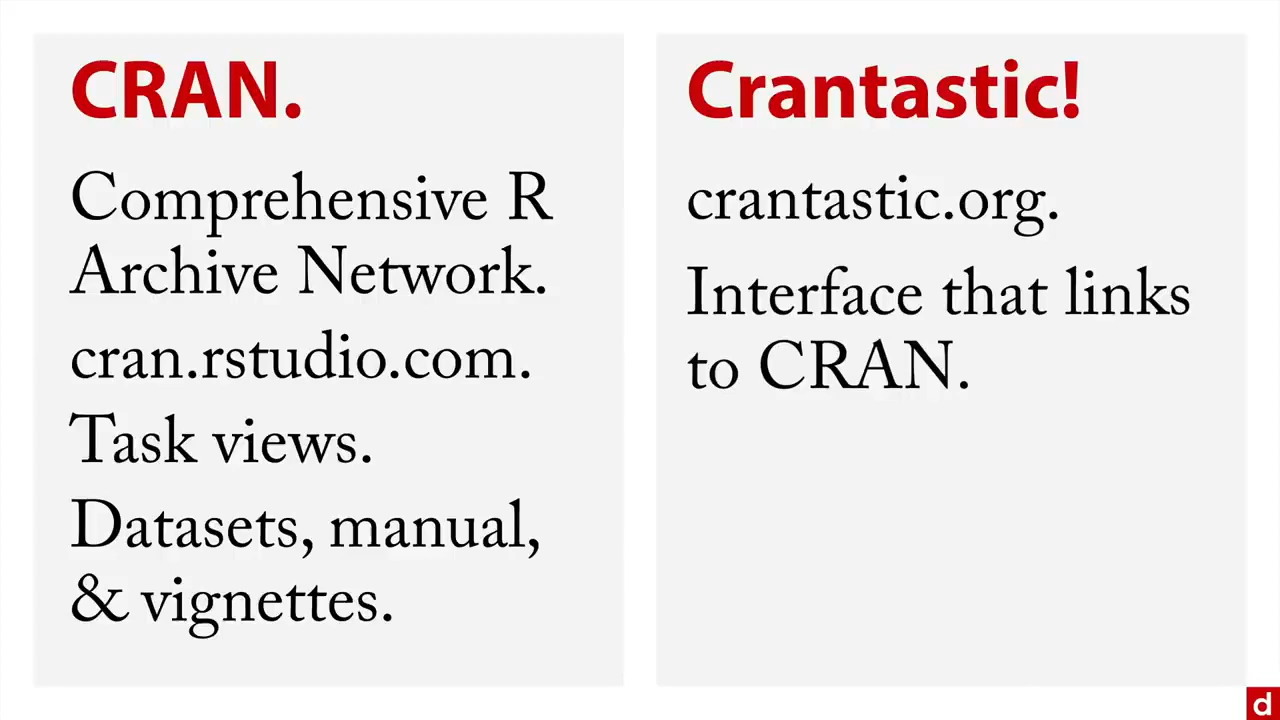 CRAN.
Comprehensive R
Archive Network.
cran.rstudio.com.
Task views.
Datasets, manual,
& vignettes.
Crantastic!
crantastic.org.
Interface that links
to CRAN.
d